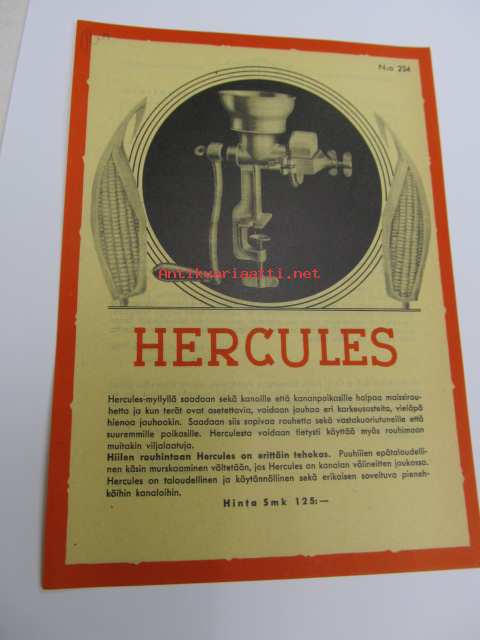 N:o 254
Antikvariaatti.net
HERCULES
Hercules-myllyllä saadaan sekä kanoille että kananpoikasille halpaa maissirou-
hetta ja kun terät ovat asetettavia, voidaan jauhaa eri karkeusasteita, vieläpä
hienoa jauhoakin. Saadaan siis sopivaa rouhetta sekä vastakuoriutuneille että
suuremmille poikasille. Herculesta voidaan tietysti käyttää myös rouhimaan
muitakin viljalaatuja.
Hiilen rouhintaan Hercules on erittäin tehokas. Puuhiilen epätaloudelli-
nen käsin murskaaminen vältetään, jos Hercules on kanalan välineitten joukossa.
Hercules on taloudellinen ja käytännöllinen sekä erikoisen soveltuva pieneh-
köihin kanaloihin.
Hinta Smk 125:—